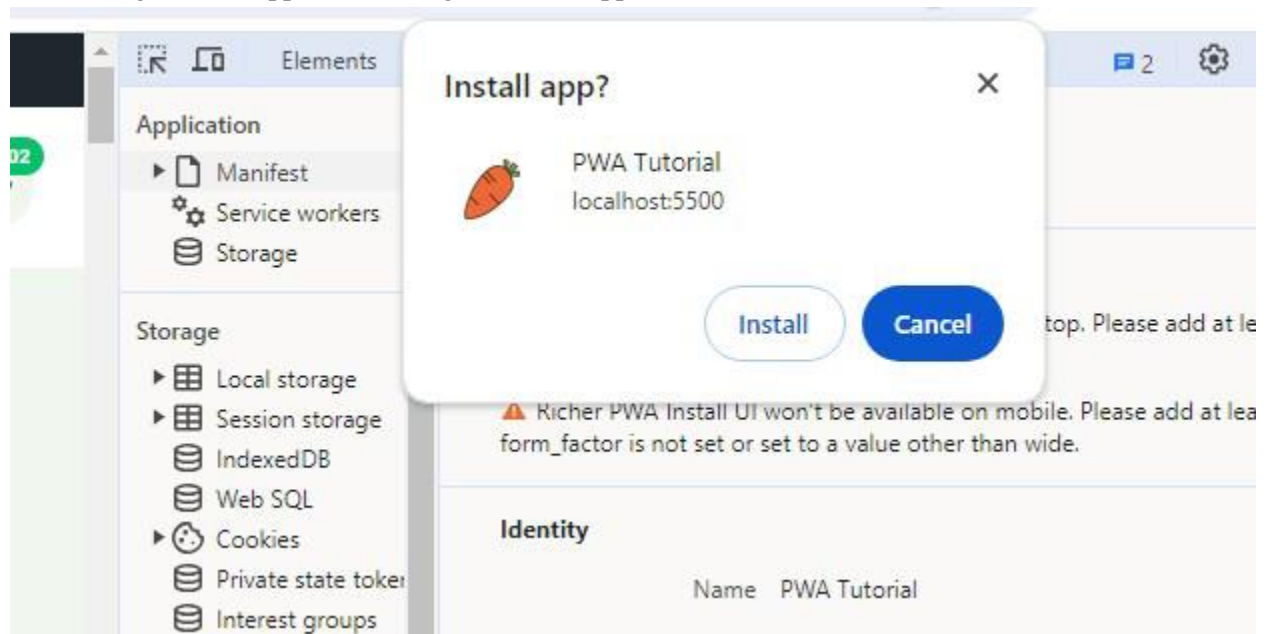 02
Elements
2
Application
Manifest
Service workers
Storage
Storage
Local storage
Session storage
IndexedDB
Web SQL
Cookies
Private state token
Interest groups
Install app?
PWA Tutorial
localhost:5500
Install
Cancel
top. Please add at le
Richer PWA Install UI won't be available on mobile. Please add at lea
form_factor is not set or set to a value other than wide.
Identity
Name PWA Tutorial